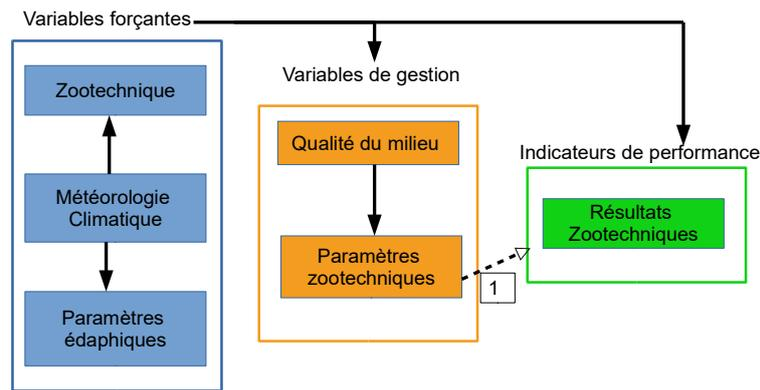 Variables forçantes
Zootechnique
Météorologie
Climatique
Paramètres
édaphiques
Variables de gestion
Qualité du milieu
Paramètres
zootechniques
1
Indicateurs de performance
Résultats
Zootechniques